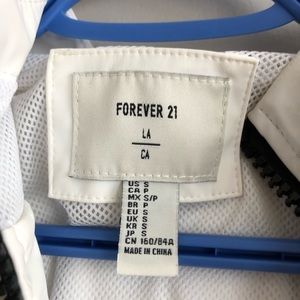 FOREVER 21
LA
CA
US S
CA P
MX S/P
BR P
EU S
UK S
KR S
JP S
CN 160/84A
MADE IN CHINA